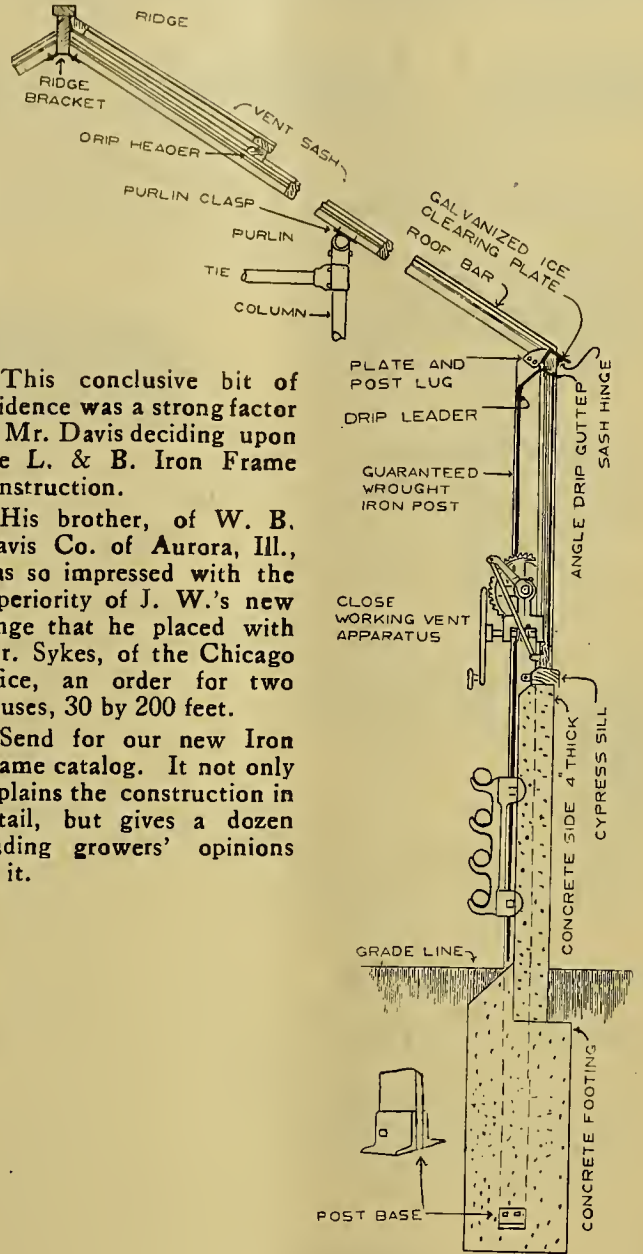 RIDGE
RIDGE
BRACKET
VENT SASH
DRIP HEADER
PURLIN CLASP
PURLIN
TIE
COLUMN
GALVANIZED ICE
CLEARING PLATE
ROOF BAR
PLATE AND
POST LUG
DRIP LEADER
SASH HINGE
ANGLE DRIP GUTTER
GUARANTEED
WROUGHT
IRON POST
CLOSE
WORKING VENT
APPARATUS
CYPRESS SILL
CONCRETE SIDE 4" THICK
GRADE LINE
CONCRETE FOOTING
POST BASE
This conclusive bit of
idence was a strong factor
Mr. Davis deciding upon
e L. & B. Iron Frame
nstruction.
His brother, of W. B.
avis Co. of Aurora, Ill.,
as so impressed with the
periority of J. W.'s new
nge that he placed with
r. Sykes, of the Chicago
ice, an order for two
uses, 30 by 200 feet.
Send for our new Iron
ame catalog. It not only
plains the construction in
tail, but gives a dozen
ding growers' opinions
it.